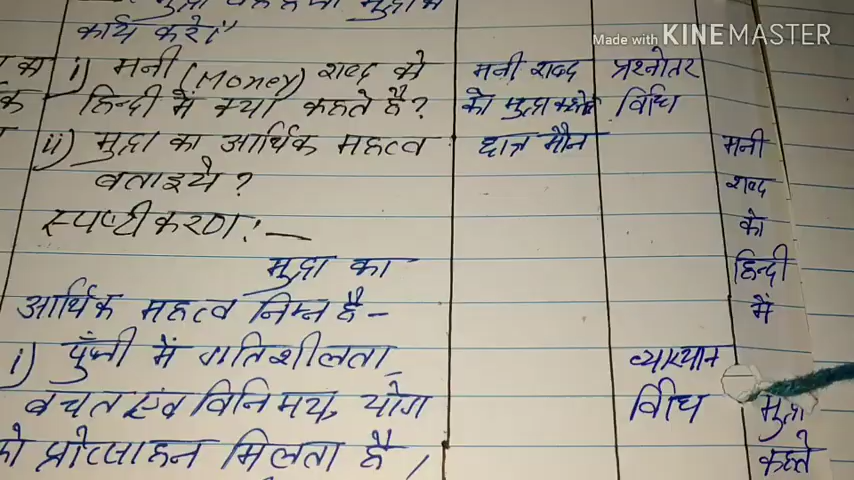 कार्य करे।"
Made with KINEMASTER
i) मनी (Money) शब्द को
हिन्दी में क्या कहते है?
ii) मुद्रा का आर्थिक महत्व
बताइये?
स्पष्टीकरण:—
मुद्रा का
आर्थिक महत्व निम्न है-
i) पुँजी में गतिशीलता
बचत एंव विनिमय, योग
को प्रोत्साहन मिलता है,
मनी शब्द
को मुद्रा कहते
छात्र मौन
प्रश्नोतर
विधि
व्याख्यान
विधि
मनी
शब्द
को
हिन्दी
में
मुद्रा
कहते